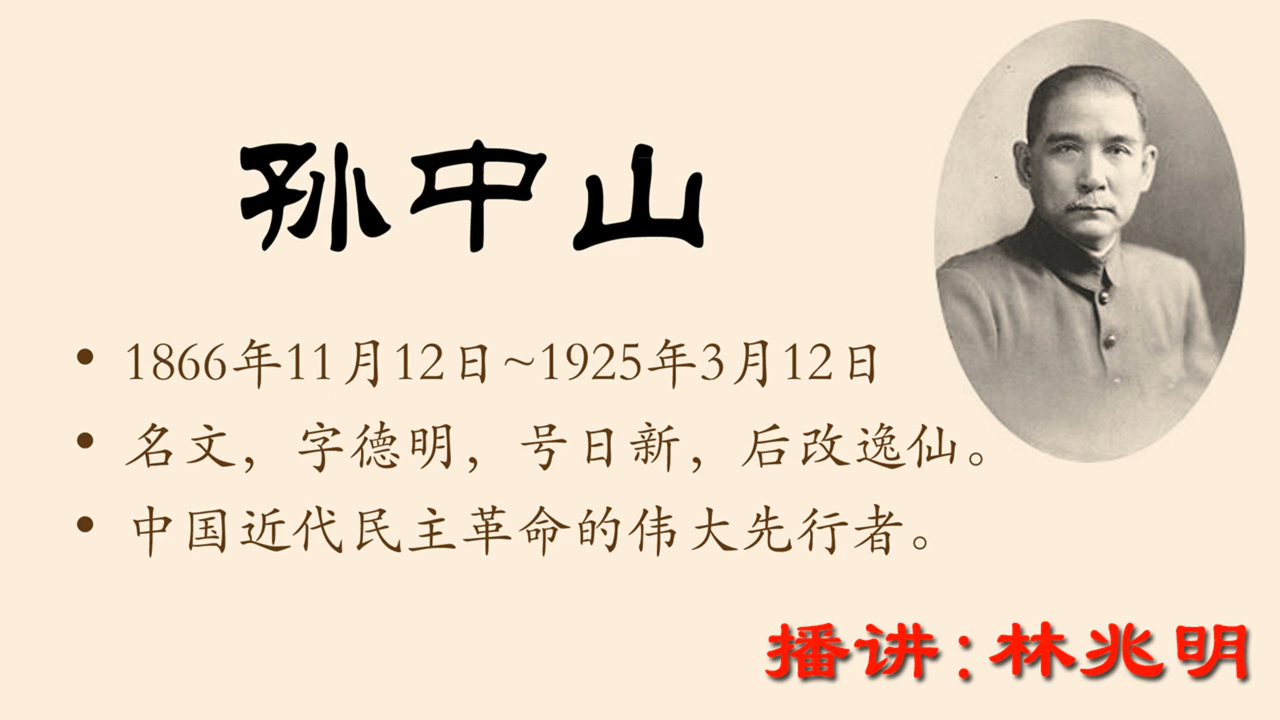 孙中山
• 1866年11月12日~1925年3月12日
• 名文，字德明，号日新，后改逸仙。
• 中国近代民主革命的伟大先行者。
播讲：林兆明